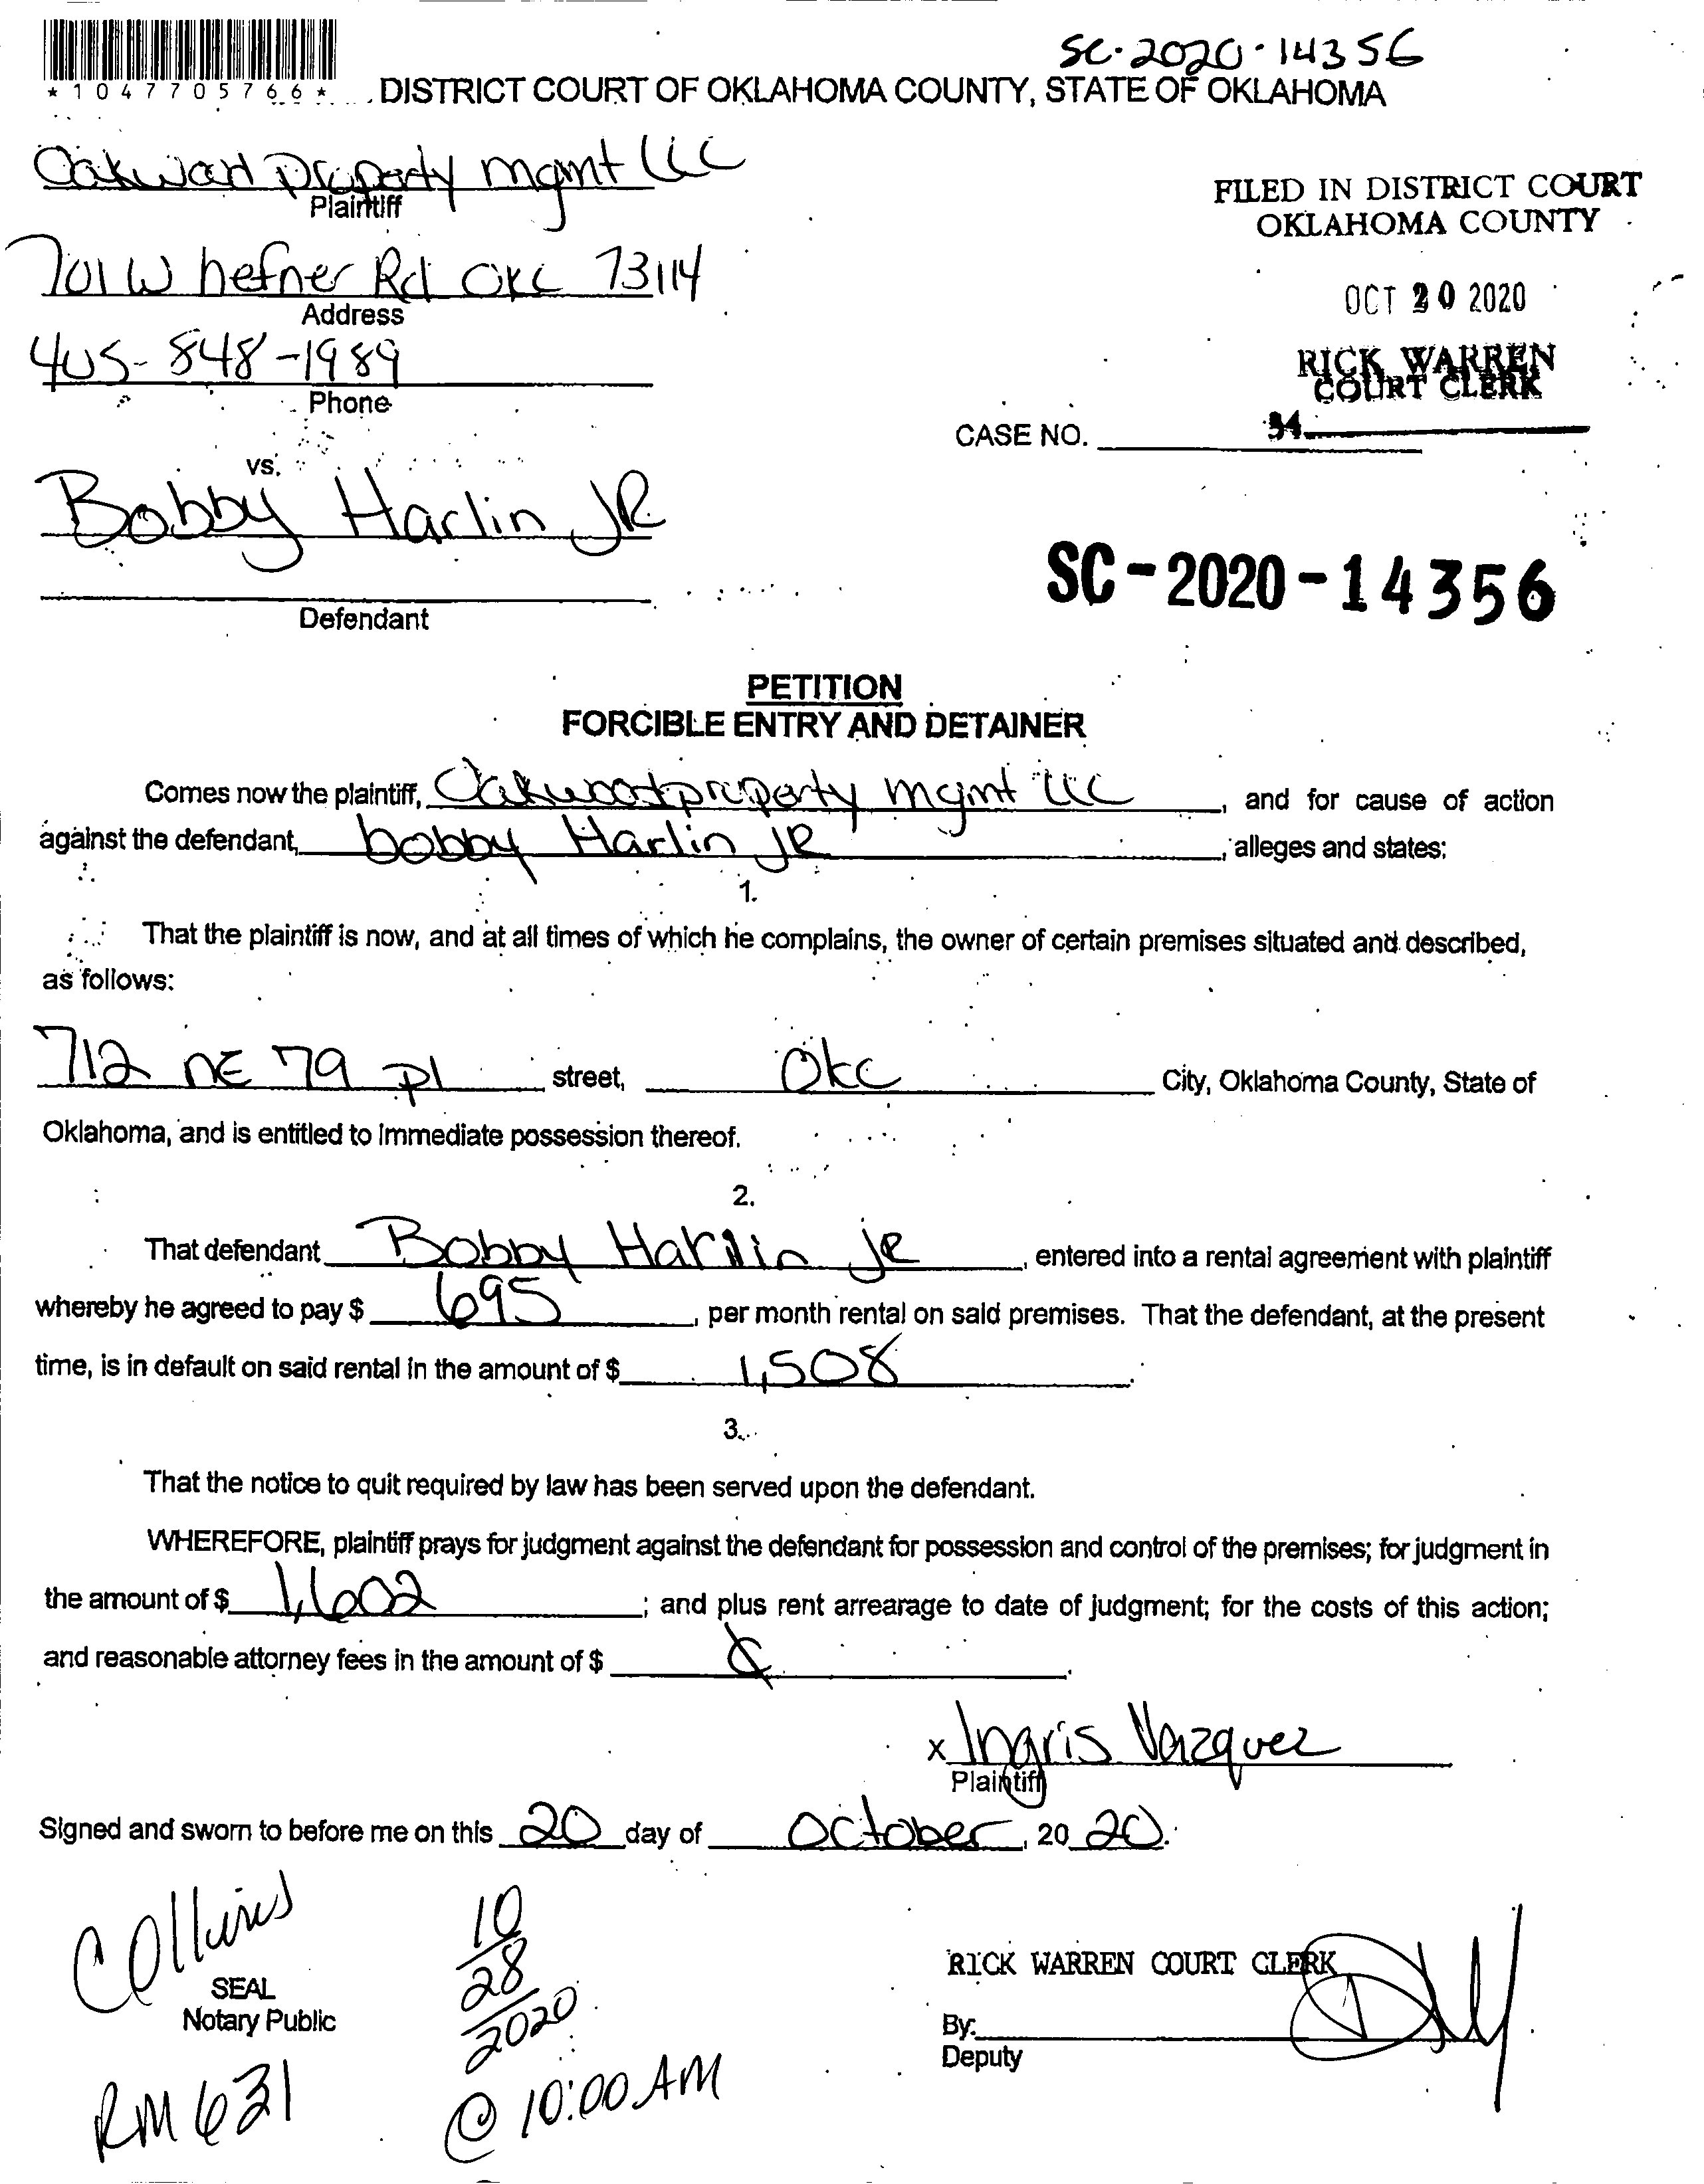 SC-2020-14356
*1047705766*
DISTRICT COURT OF OKLAHOMA COUNTY, STATE OF OKLAHOMA
Oakwood Property mgmt LLC
Plaintiff
FILED IN DISTRICT COURT
OKLAHOMA COUNTY
701 W hefner Rd OKC 73114
Address
OCT 20 2020
405-848-1989
Phone
RICK WARREN
COURT CLERK
CASE NO.
34
vs.
Bobby Harlin JR
SC-2020-14356
Defendant
PETITION
FORCIBLE ENTRY AND DETAINER
Comes now the plaintiff, Oakwood property mgmt LLC, and for cause of action
against the defendant, bobby Harlin JR, alleges and states:
1.
That the plaintiff is now, and at all times of which he complains, the owner of certain premises situated and described,
as follows:
712 NE 79 pl street, OKC City, Oklahoma County, State of
Oklahoma, and is entitled to immediate possession thereof.
2.
That defendant Bobby Harlin JR, entered into a rental agreement with plaintiff
whereby he agreed to pay $ 695, per month rental on said premises. That the defendant, at the present
time, is in default on said rental in the amount of $ 1,508.
3.
That the notice to quit required by law has been served upon the defendant.
WHEREFORE, plaintiff prays for judgment against the defendant for possession and control of the premises; for judgment in
the amount of $ 1,602; and plus rent arrearage to date of judgment; for the costs of this action;
and reasonable attorney fees in the amount of $
x Ingris Vazquez
Plaintiff
Signed and sworn to before me on this 20 day of October, 20 20.
Collins
10
28
2020
SEAL
Notary Public
RICK WARREN COURT CLERK
By:
Deputy
RM 631
@ 10:00 AM